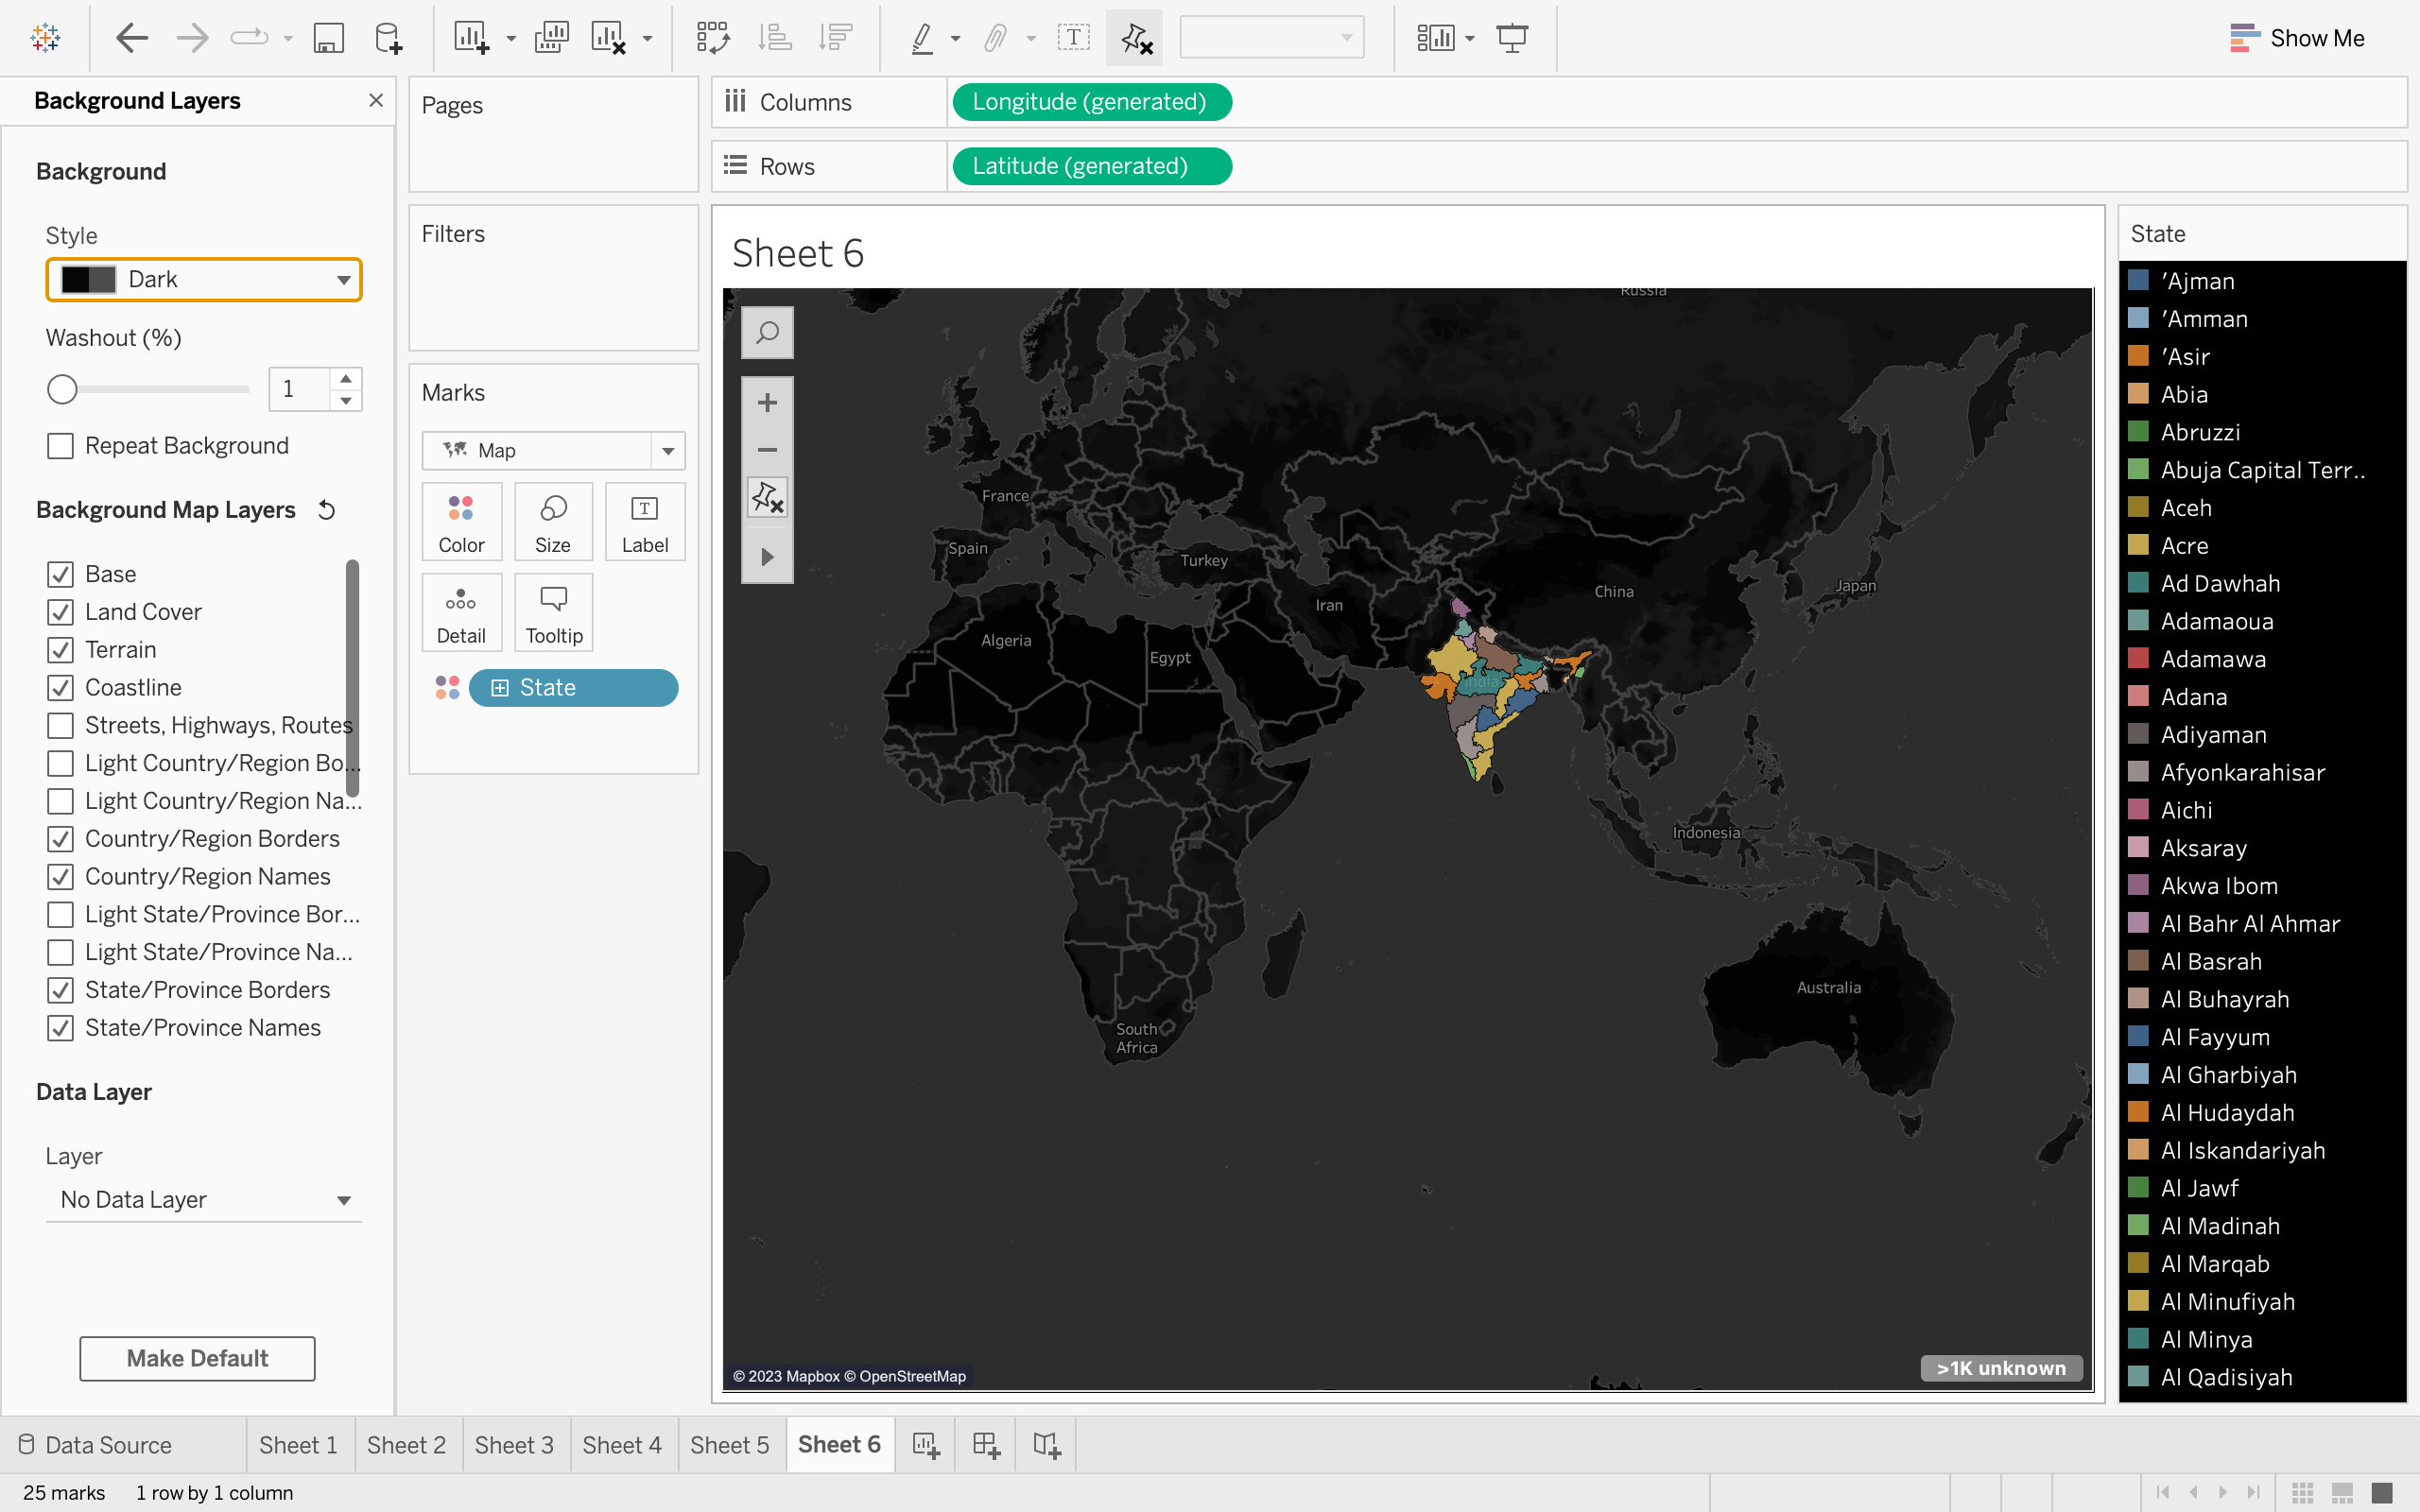 Show Me
Background Layers
Background
Style
Dark
Washout (%)
1
Repeat Background
Background Map Layers
Base
Land Cover
Terrain
Coastline
Streets, Highways, Routes
Light Country/Region Bo...
Light Country/Region Na...
Country/Region Borders
Country/Region Names
Light State/Province Bor...
Light State/Province Na...
State/Province Borders
State/Province Names
Data Layer
Layer
No Data Layer
Make Default
Pages
Filters
Marks
Map
Color
Size
Label
Detail
Tooltip
State
Columns
Longitude (generated)
Rows
Latitude (generated)
Sheet 6
Russia
France
Spain
Turkey
China
Japan
Iran
Algeria
Egypt
India
Indonesia
Australia
South
Africa
© 2023 Mapbox © OpenStreetMap
>1K unknown
State
'Ajman
'Amman
'Asir
Abia
Abruzzi
Abuja Capital Terr..
Aceh
Acre
Ad Dawhah
Adamaoua
Adamawa
Adana
Adiyaman
Afyonkarahisar
Aichi
Aksaray
Akwa Ibom
Al Bahr Al Ahmar
Al Basrah
Al Buhayrah
Al Fayyum
Al Gharbiyah
Al Hudaydah
Al Iskandariyah
Al Jawf
Al Madinah
Al Marqab
Al Minufiyah
Al Minya
Al Qadisiyah
Data Source
Sheet 1
Sheet 2
Sheet 3
Sheet 4
Sheet 5
Sheet 6
25 marks
1 row by 1 column